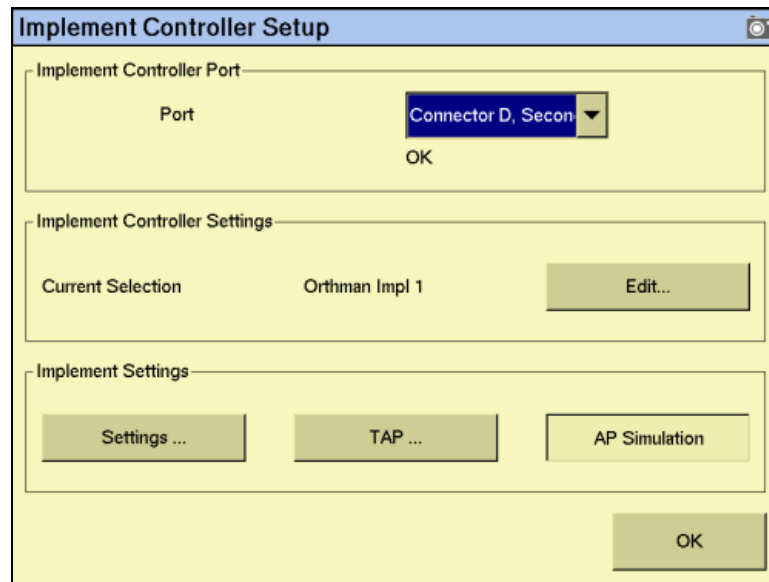 Implement Controller Setup
Implement Controller Port
Port
Connector D, Secon
OK
Implement Controller Settings
Current Selection
Orthman Impl 1
Edit...
Implement Settings
Settings ...
TAP ...
AP Simulation
OK